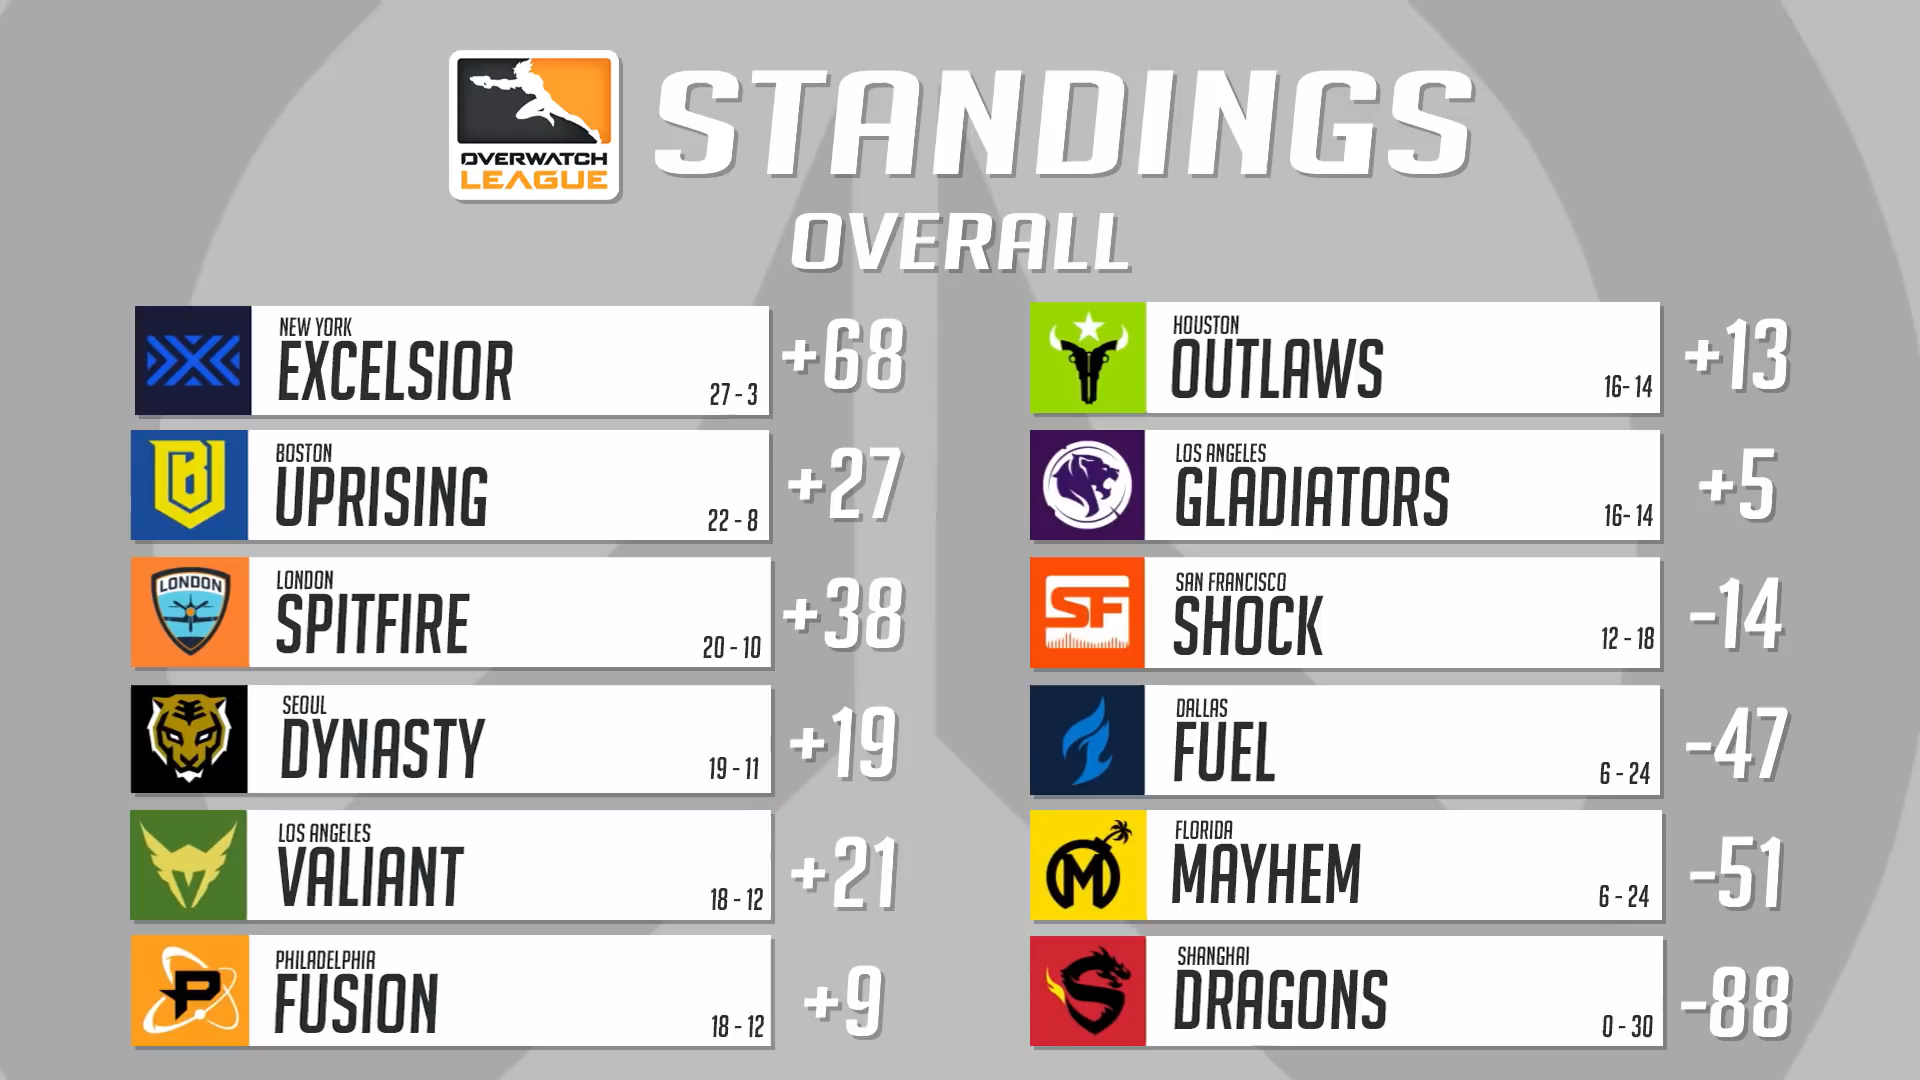 OVERWATCH
LEAGUE
STANDINGS
OVERALL
NEW YORK
EXCELSIOR
27 - 3
+68
BOSTON
UPRISING
22 - 8
+27
LONDON
LONDON
SPITFIRE
20 - 10
+38
SEOUL
DYNASTY
19 - 11
+19
LOS ANGELES
VALIANT
18 - 12
+21
P
PHILADELPHIA
FUSION
18 - 12
+9
HOUSTON
OUTLAWS
16- 14
+13
LOS ANGELES
GLADIATORS
16- 14
+5
SF
SAN FRANCISCO
SHOCK
12 - 18
-14
DALLAS
FUEL
6 - 24
-47
M
FLORIDA
MAYHEM
6 - 24
-51
SHANGHAI
DRAGONS
0 - 30
-88